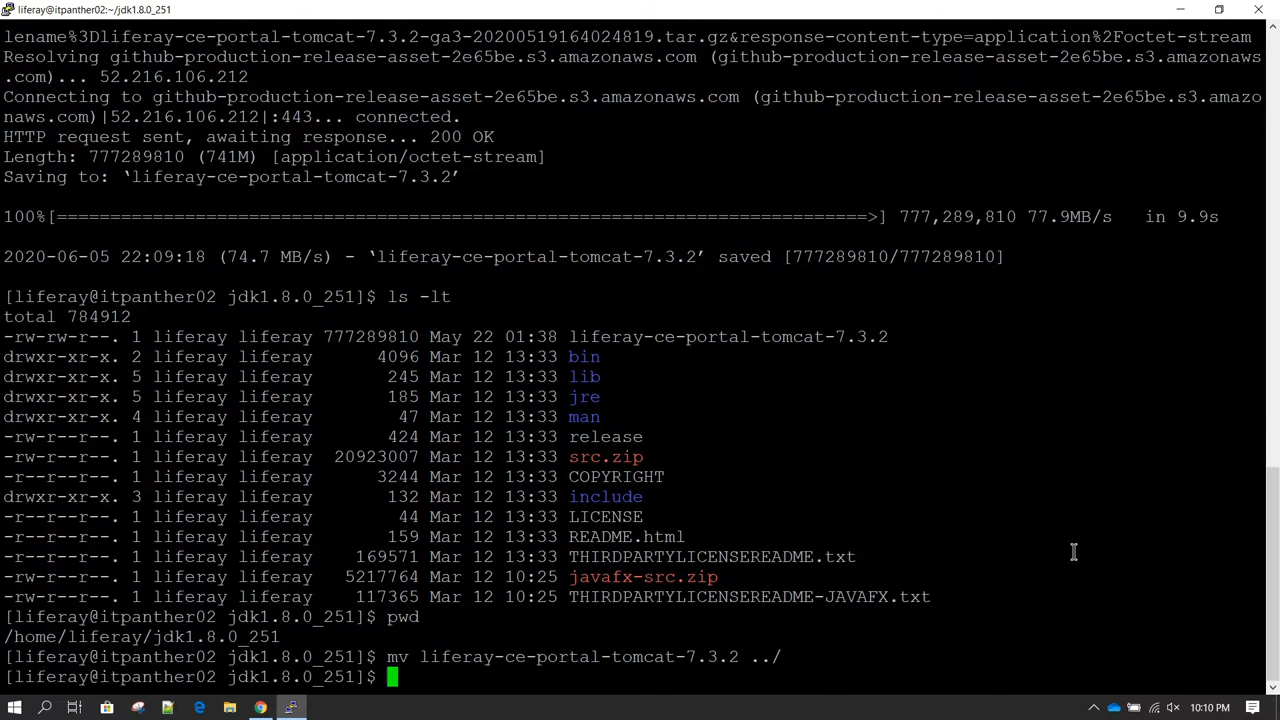 liferay@itpanther02:~/jdk1.8.0_251
lename%3Dliferay-ce-portal-tomcat-7.3.2-ga3-20200519164024819.tar.gz&response-content-type=application%2Foctet-stream
Resolving github-production-release-asset-2e65be.s3.amazonaws.com (github-production-release-asset-2e65be.s3.amazonaws
.com)... 52.216.106.212
Connecting to github-production-release-asset-2e65be.s3.amazonaws.com (github-production-release-asset-2e65be.s3.amazo
naws.com)|52.216.106.212|:443... connected.
HTTP request sent, awaiting response... 200 OK
Length: 777289810 (741M) [application/octet-stream]
Saving to: ‘liferay-ce-portal-tomcat-7.3.2’
100%[============================================================================>] 777,289,810 77.9MB/s   in 9.9s
2020-06-05 22:09:18 (74.7 MB/s) - ‘liferay-ce-portal-tomcat-7.3.2’ saved [777289810/777289810]
[liferay@itpanther02 jdk1.8.0_251]$ ls -lt
total 784912
-rw-rw-r--. 1 liferay liferay 777289810 May 22 01:38 liferay-ce-portal-tomcat-7.3.2
drwxr-xr-x. 2 liferay liferay      4096 Mar 12 13:33 bin
drwxr-xr-x. 5 liferay liferay       245 Mar 12 13:33 lib
drwxr-xr-x. 5 liferay liferay       185 Mar 12 13:33 jre
drwxr-xr-x. 4 liferay liferay        47 Mar 12 13:33 man
-rw-r--r--. 1 liferay liferay       424 Mar 12 13:33 release
-rw-r--r--. 1 liferay liferay  20923007 Mar 12 13:33 src.zip
-r--r--r--. 1 liferay liferay      3244 Mar 12 13:33 COPYRIGHT
drwxr-xr-x. 3 liferay liferay       132 Mar 12 13:33 include
-r--r--r--. 1 liferay liferay        44 Mar 12 13:33 LICENSE
-r--r--r--. 1 liferay liferay       159 Mar 12 13:33 README.html
-r--r--r--. 1 liferay liferay    169571 Mar 12 13:33 THIRDPARTYLICENSEREADME.txt
-rw-r--r--. 1 liferay liferay   5217764 Mar 12 10:25 javafx-src.zip
-rw-r--r--. 1 liferay liferay    117365 Mar 12 10:25 THIRDPARTYLICENSEREADME-JAVAFX.txt
[liferay@itpanther02 jdk1.8.0_251]$ pwd
/home/liferay/jdk1.8.0_251
[liferay@itpanther02 jdk1.8.0_251]$ mv liferay-ce-portal-tomcat-7.3.2 ../
[liferay@itpanther02 jdk1.8.0_251]$
10:10 PM